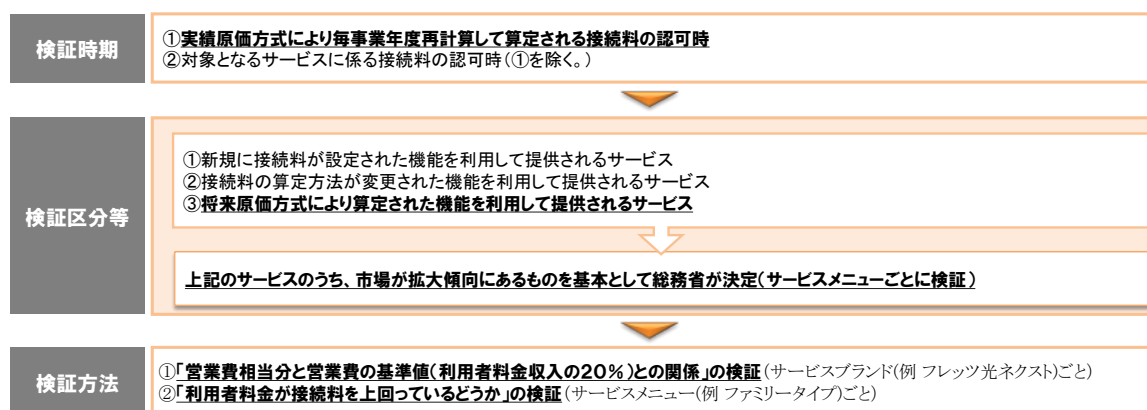 検証時期
①実績原価方式により毎事業年度再計算して算定される接続料の認可時
②対象となるサービスに係る接続料の認可時(①を除く。)
検証区分等
①新規に接続料が設定された機能を利用して提供されるサービス
②接続料の算定方法が変更された機能を利用して提供されるサービス
③将来原価方式により算定された機能を利用して提供されるサービス
上記のサービスのうち、市場が拡大傾向にあるものを基本として総務省が決定(サービスメニューごとに検証)
検証方法
①「営業費相当分と営業費の基準値(利用者料金収入の20%)との関係」の検証(サービスブランド(例 フレッツ光ネクスト)ごと)
②「利用者料金が接続料を上回っているどうか」の検証(サービスメニュー(例 ファミリータイプ)ごと)